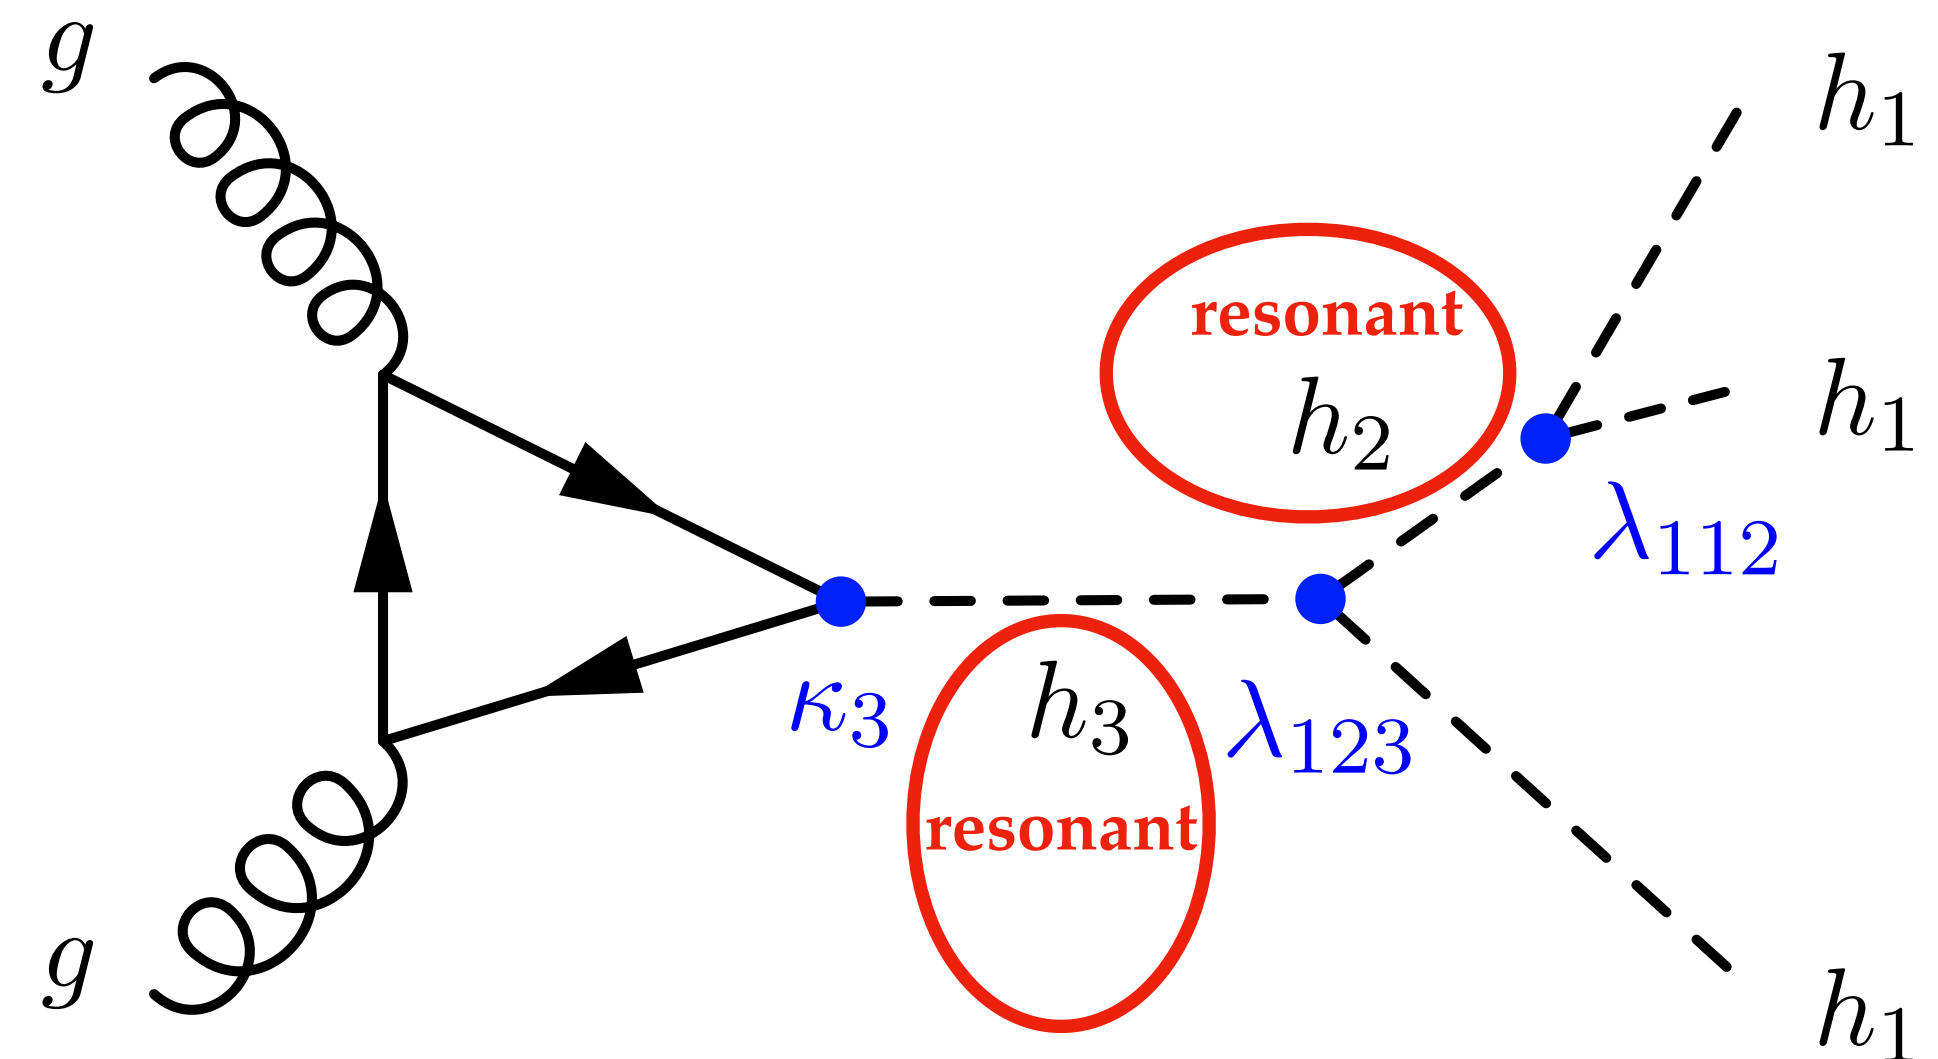 g
h₁
resonant
h₂
h₁
λ₁₁₂
κ₃
h₃
λ₁₂₃
resonant
g
h₁